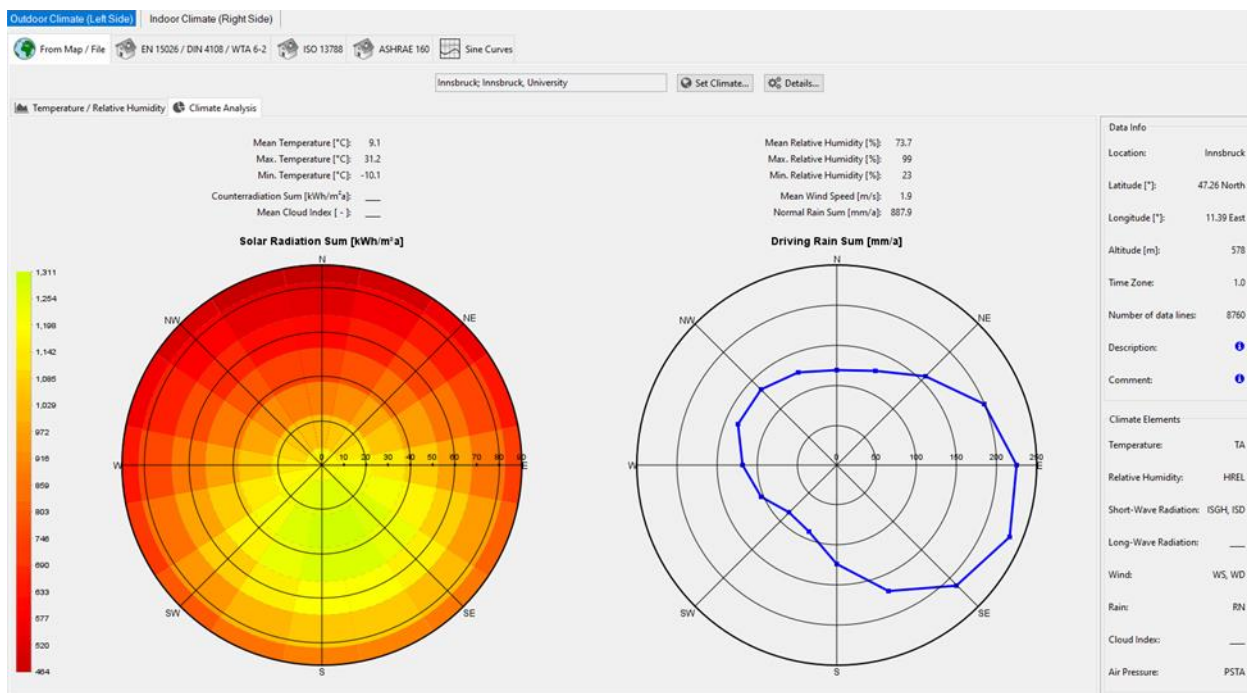 Outdoor Climate (Left Side) Indoor Climate (Right Side)
From Map / File EN 15026 / DIN 4108 / WTA 6-2 ISO 13788 ASHRAE 160 Sine Curves
Innsbruck; Innsbruck, University Set Climate... Details...
Temperature / Relative Humidity Climate Analysis
Mean Temperature [°C]: 9.1
Max. Temperature [°C]: 31.2
Min. Temperature [°C]: -10.1
Counterradiation Sum [kWh/m²a]: ___
Mean Cloud Index [ - ]: ___
Solar Radiation Sum [kWh/m²a]
N
NE
E
SE
S
SW
W
NW
0 10 20 30 40 50 60 70 80 90
1,311
1,254
1,198
1,142
1,085
1,029
972
916
859
803
746
690
633
577
520
464
Mean Relative Humidity [%]: 73.7
Max. Relative Humidity [%]: 99
Min. Relative Humidity [%]: 23
Mean Wind Speed [m/s]: 1.9
Normal Rain Sum [mm/a]: 887.9
Driving Rain Sum [mm/a]
N
NE
E
SE
S
SW
W
NW
0 50 100 150 200 250
Data Info
Location: Innsbruck
Latitude [°]: 47.26 North
Longitude [°]: 11.39 East
Altitude [m]: 578
Time Zone: 1.0
Number of data lines: 8760
Description:
Comment:
Climate Elements
Temperature: TA
Relative Humidity: HREL
Short-Wave Radiation: ISGH, ISD
Long-Wave Radiation: ___
Wind: WS, WD
Rain: RN
Cloud Index: ___
Air Pressure: PSTA